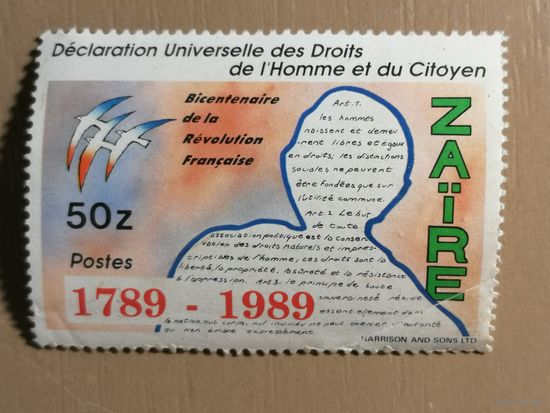 Déclaration Universelle des Droits
de l'Homme et du Citoyen
Bicentenaire
de la
Révolution
Française
ZAÏRE
50z
Postes
1789 - 1989
Art. 1.
les hommes
naissent et demeu
-rent libres et egaux
en droits; les distinctions
sociales ne peuvent
être fondées que sur
l'utilité commune.
Art. 2. Le but
de toute
association politique est la conser
vation des droits naturels et impres-
criptibles de l'homme; ces droits sont la
liberté, la propriété, la sûreté et la résistance
à l'oppression. Art. 3. le principe de toute
souveraineté réside
essentiellement dans
la nation, nul corps, nul individu ne peut exercer d'autorité
qui n'en émane expressément.
HARRISON AND SONS LTD